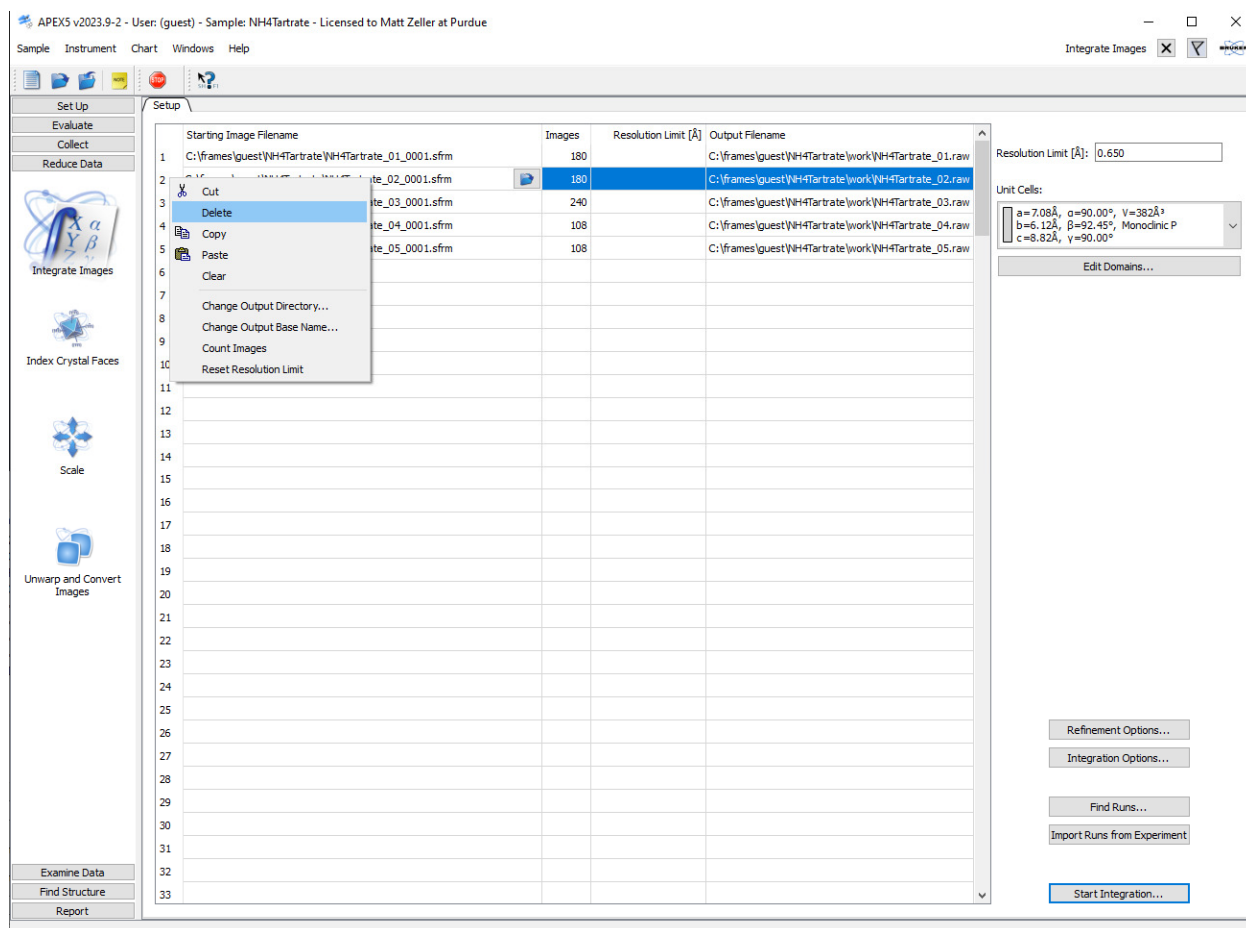 APEX5 v2023.9-2 - User: (guest) - Sample: NH4Tartrate - Licensed to Matt Zeller at Purdue
Sample Instrument Chart Windows Help
Integrate Images
BRUKER
NOTE STOP
Set Up
Evaluate
Collect
Reduce Data
Integrate Images
Index Crystal Faces
Scale
Unwarp and Convert
Images
Examine Data
Find Structure
Report
Setup
Starting Image Filename Images Resolution Limit [Å] Output Filename
1 C:\frames\guest\NH4Tartrate\NH4Tartrate_01_0001.sfrm 180 C:\frames\guest\NH4Tartrate\work\NH4Tartrate_01.raw
2 te_02_0001.sfrm 180 C:\frames\guest\NH4Tartrate\work\NH4Tartrate_02.raw
3 te_03_0001.sfrm 240 C:\frames\guest\NH4Tartrate\work\NH4Tartrate_03.raw
4 te_04_0001.sfrm 108 C:\frames\guest\NH4Tartrate\work\NH4Tartrate_04.raw
5 te_05_0001.sfrm 108 C:\frames\guest\NH4Tartrate\work\NH4Tartrate_05.raw
6
7
8
9
10
11
12
13
14
15
16
17
18
19
20
21
22
23
24
25
26
27
28
29
30
31
32
33
Cut
Delete
Copy
Paste
Clear
Change Output Directory...
Change Output Base Name...
Count Images
Reset Resolution Limit
Resolution Limit [Å]: 0.650
Unit Cells:
a=7.08Å, α=90.00°, V=382Å³
b=6.12Å, β=92.45°, Monoclinic P
c=8.82Å, γ=90.00°
Edit Domains...
Refinement Options...
Integration Options...
Find Runs...
Import Runs from Experiment
Start Integration...